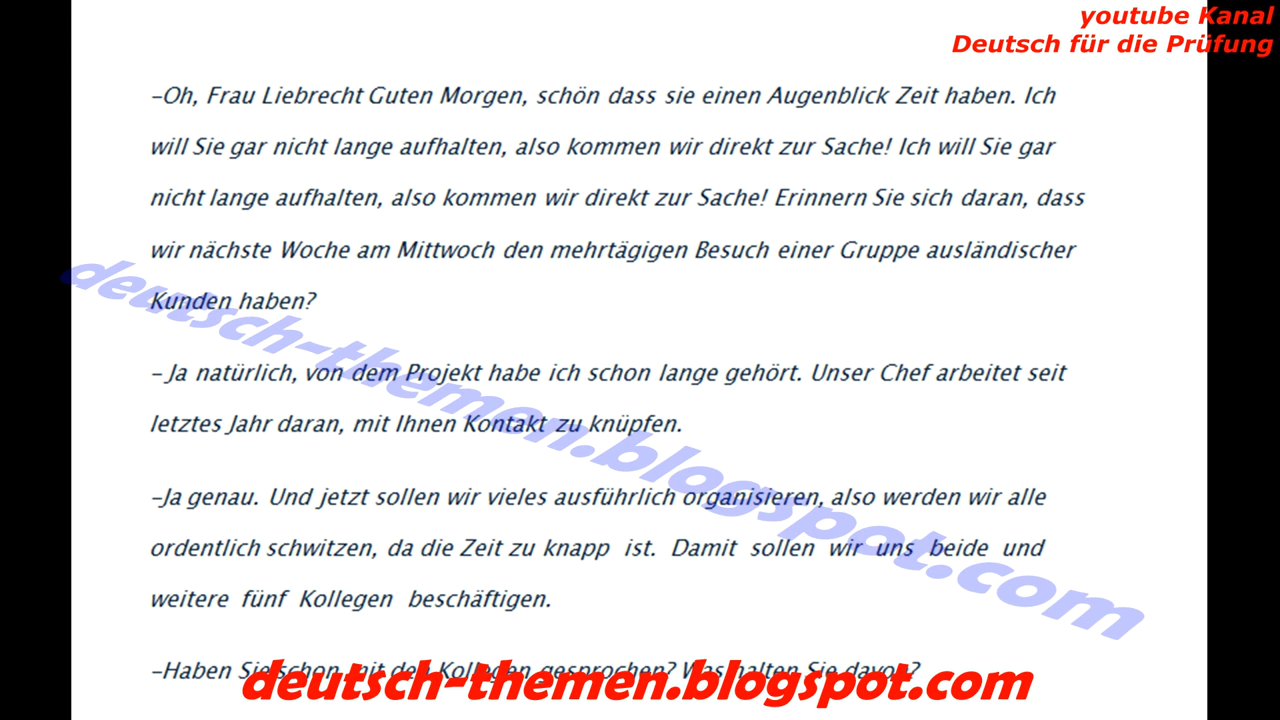 youtube Kanal
Deutsch für die Prüfung
-Oh, Frau Liebrecht Guten Morgen, schön dass sie einen Augenblick Zeit haben. Ich
will Sie gar nicht lange aufhalten, also kommen wir direkt zur Sache! Ich will Sie gar
nicht lange aufhalten, also kommen wir direkt zur Sache! Erinnern Sie sich daran, dass
wir nächste Woche am Mittwoch den mehrtägigen Besuch einer Gruppe ausländischer
Kunden haben?
- Ja natürlich, von dem Projekt habe ich schon lange gehört. Unser Chef arbeitet seit
letztes Jahr daran, mit Ihnen Kontakt zu knüpfen.
-Ja genau. Und jetzt sollen wir vieles ausführlich organisieren, also werden wir alle
ordentlich schwitzen, da die Zeit zu knapp ist. Damit sollen wir uns beide und
weitere fünf Kollegen beschäftigen.
-Haben Sie schon mit den Kollegen gesprochen? Was halten Sie davon?
deutsch-themen.blogspot.com
deutsch-themen.blogspot.com